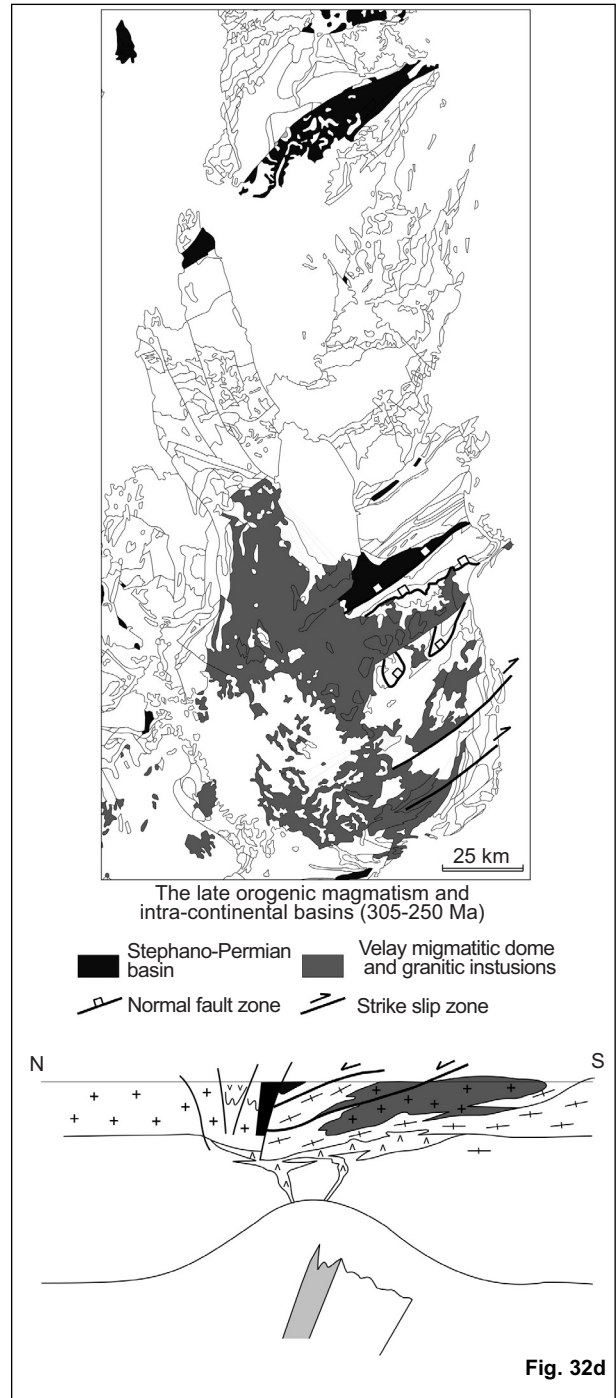 25 km
The late orogenic magmatism and
intra-continental basins (305-250 Ma)
Stephano-Permian
basin
Velay migmatitic dome
and granitic instusions
Normal fault zone
Strike slip zone
N
S
Fig. 32d